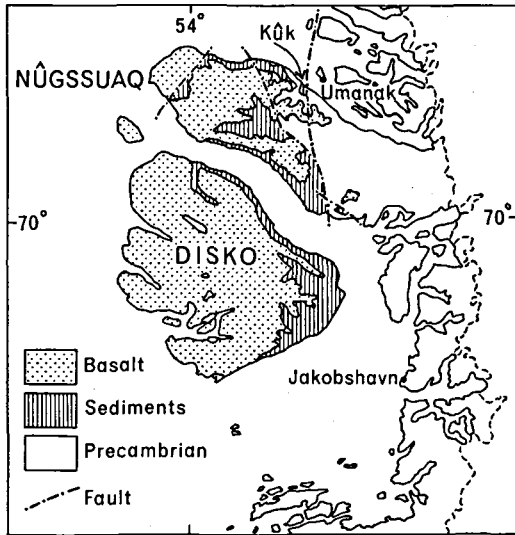 54°
Kûk
NÛGSSUAQ
Umanak
70°
70°
DISKO
Jakobshavn
Basalt
Sediments
Precambrian
Fault